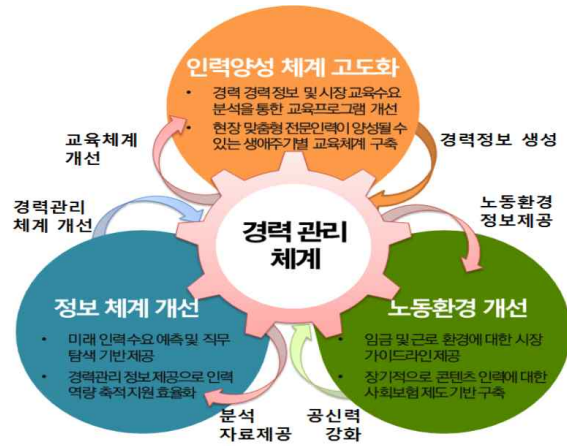 인력양성 체계 고도화
• 경력 경력정보 및 시장 교육수요
분석을 통한 교육프로그램 개선
• 현장 맞춤형 전문인력이 양성될 수
있는 생애주기별 교육체계 구축
교육체계
개선
경력정보 생성
경력관리
체계 개선
노동환경
정보제공
경력 관리
체계
정보 체계 개선
• 미래 인력수요 예측 및 직무
탐색 기반 제공
• 경력관리 정보 제공으로 인력
역량 축적 지원 효율화
노동환경 개선
• 임금 및 근로 환경에 대한 시장
가이드라인 제공
• 장기적으로 콘텐츠 인력에 대한
사회보험 제도 기반 구축
분석
자료제공
공신력
강화